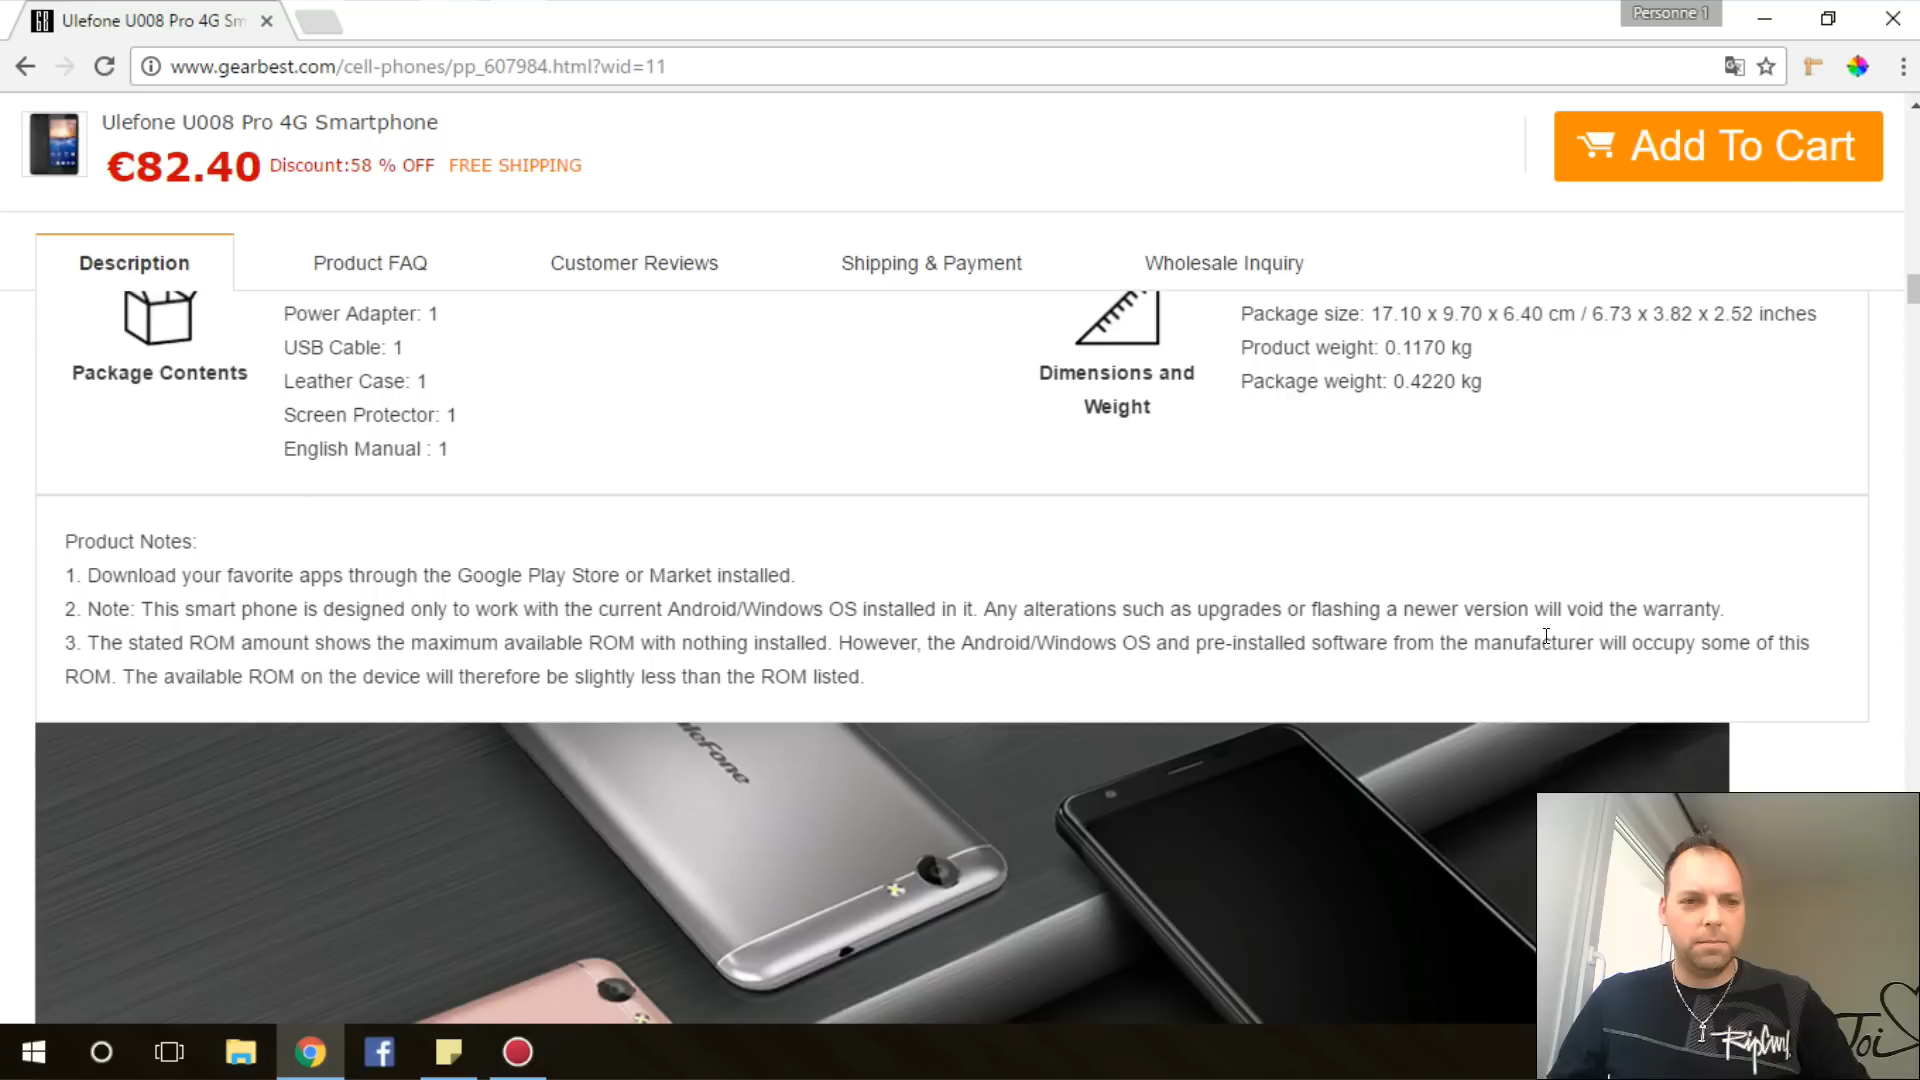 Ulefone U008 Pro 4G Sm
Personne 1
www.gearbest.com/cell-phones/pp_607984.html?wid=11
Ulefone U008 Pro 4G Smartphone
€82.40 Discount:58 % OFF FREE SHIPPING
Add To Cart
Description
Product FAQ
Customer Reviews
Shipping & Payment
Wholesale Inquiry
Package Contents
Power Adapter: 1
USB Cable: 1
Leather Case: 1
Screen Protector: 1
English Manual : 1
Dimensions and
Weight
Package size: 17.10 x 9.70 x 6.40 cm / 6.73 x 3.82 x 2.52 inches
Product weight: 0.1170 kg
Package weight: 0.4220 kg
Product Notes:
1. Download your favorite apps through the Google Play Store or Market installed.
2. Note: This smart phone is designed only to work with the current Android/Windows OS installed in it. Any alterations such as upgrades or flashing a newer version will void the warranty.
3. The stated ROM amount shows the maximum available ROM with nothing installed. However, the Android/Windows OS and pre-installed software from the manufacturer will occupy some of this
ROM. The available ROM on the device will therefore be slightly less than the ROM listed.
ulefone
Rip Curl
Toi